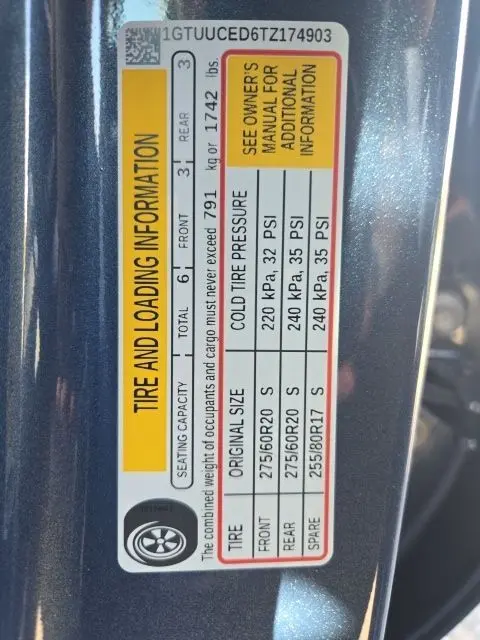 1GTUUCED6TZ174903
TIRE AND LOADING INFORMATION
SEATING CAPACITY TOTAL 6 FRONT 3 REAR 3
The combined weight of occupants and cargo must never exceed 791 kg or 1742 lbs.
TIRE ORIGINAL SIZE COLD TIRE PRESSURE
FRONT 275/60R20 S 220 kPa, 32 PSI
REAR 275/60R20 S 240 kPa, 35 PSI
SPARE 255/80R17 S 240 kPa, 35 PSI
SEE OWNER'S
MANUAL FOR
ADDITIONAL
INFORMATION